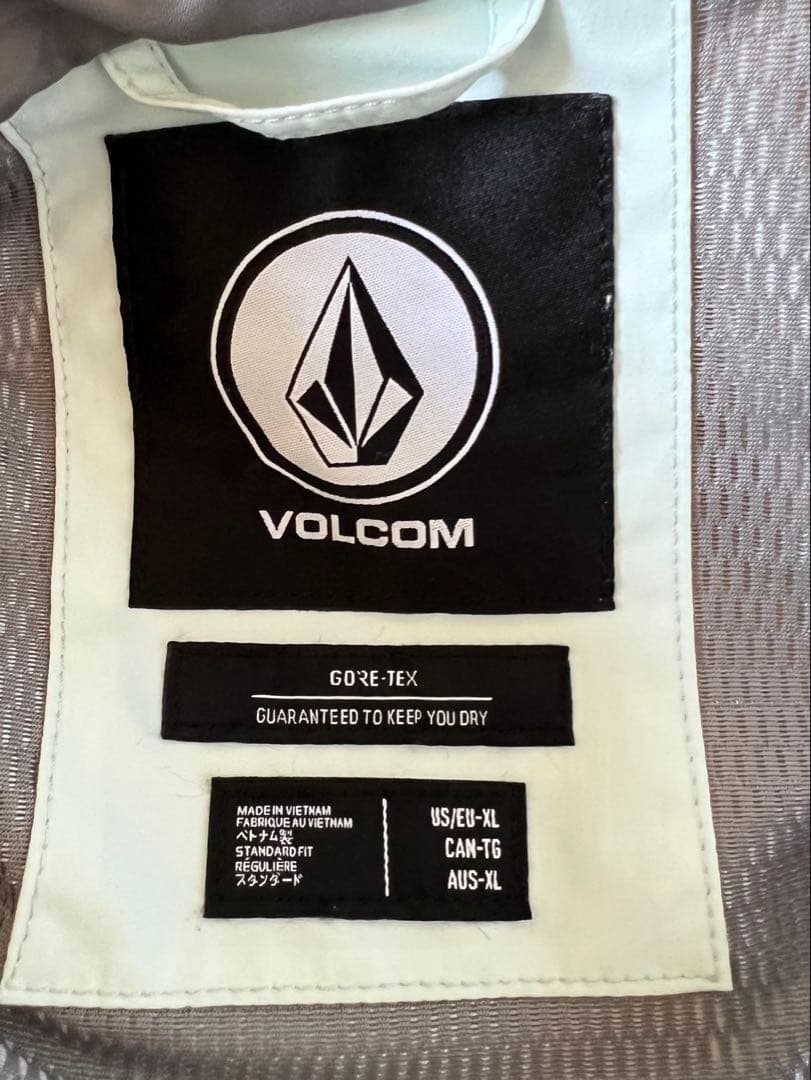 VOLCOM
GORE-TEX
GUARANTEED TO KEEP YOU DRY
MADE IN VIETNAM
FABRIQUE AU VIETNAM
ベトナム製
STANDARD FIT
RÉGULIÈRE
スタンダード
US/EU-XL
CAN-TG
AUS-XL